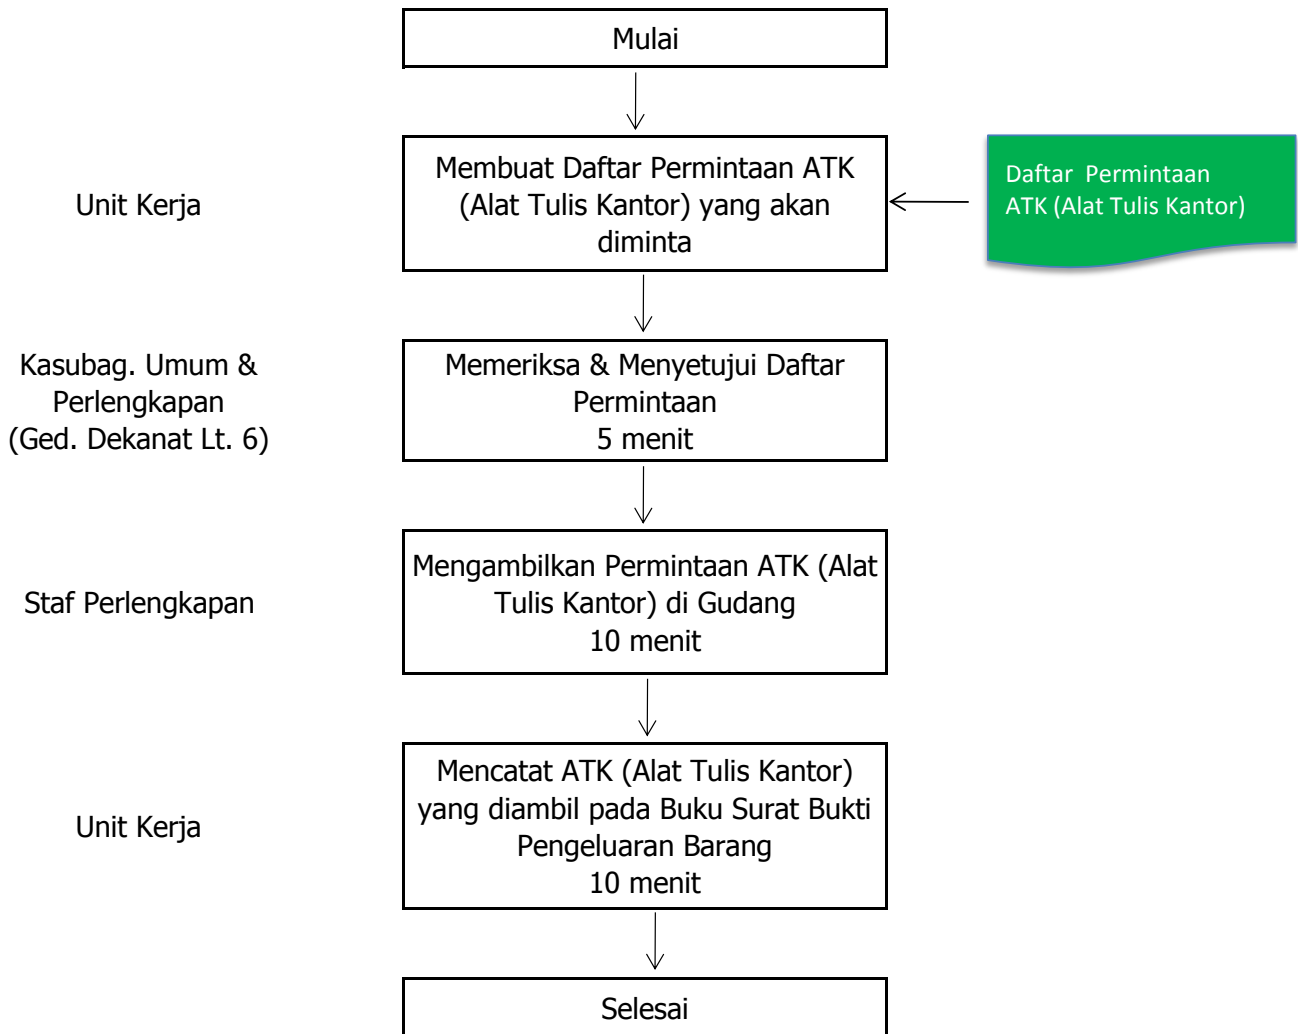 Mulai
Unit Kerja
Membuat Daftar Permintaan ATK
(Alat Tulis Kantor) yang akan
diminta
Daftar Permintaan
ATK (Alat Tulis Kantor)
Kasubag. Umum &
Perlengkapan
(Ged. Dekanat Lt. 6)
Memeriksa & Menyetujui Daftar
Permintaan
5 menit
Staf Perlengkapan
Mengambilkan Permintaan ATK (Alat
Tulis Kantor) di Gudang
10 menit
Unit Kerja
Mencatat ATK (Alat Tulis Kantor)
yang diambil pada Buku Surat Bukti
Pengeluaran Barang
10 menit
Selesai